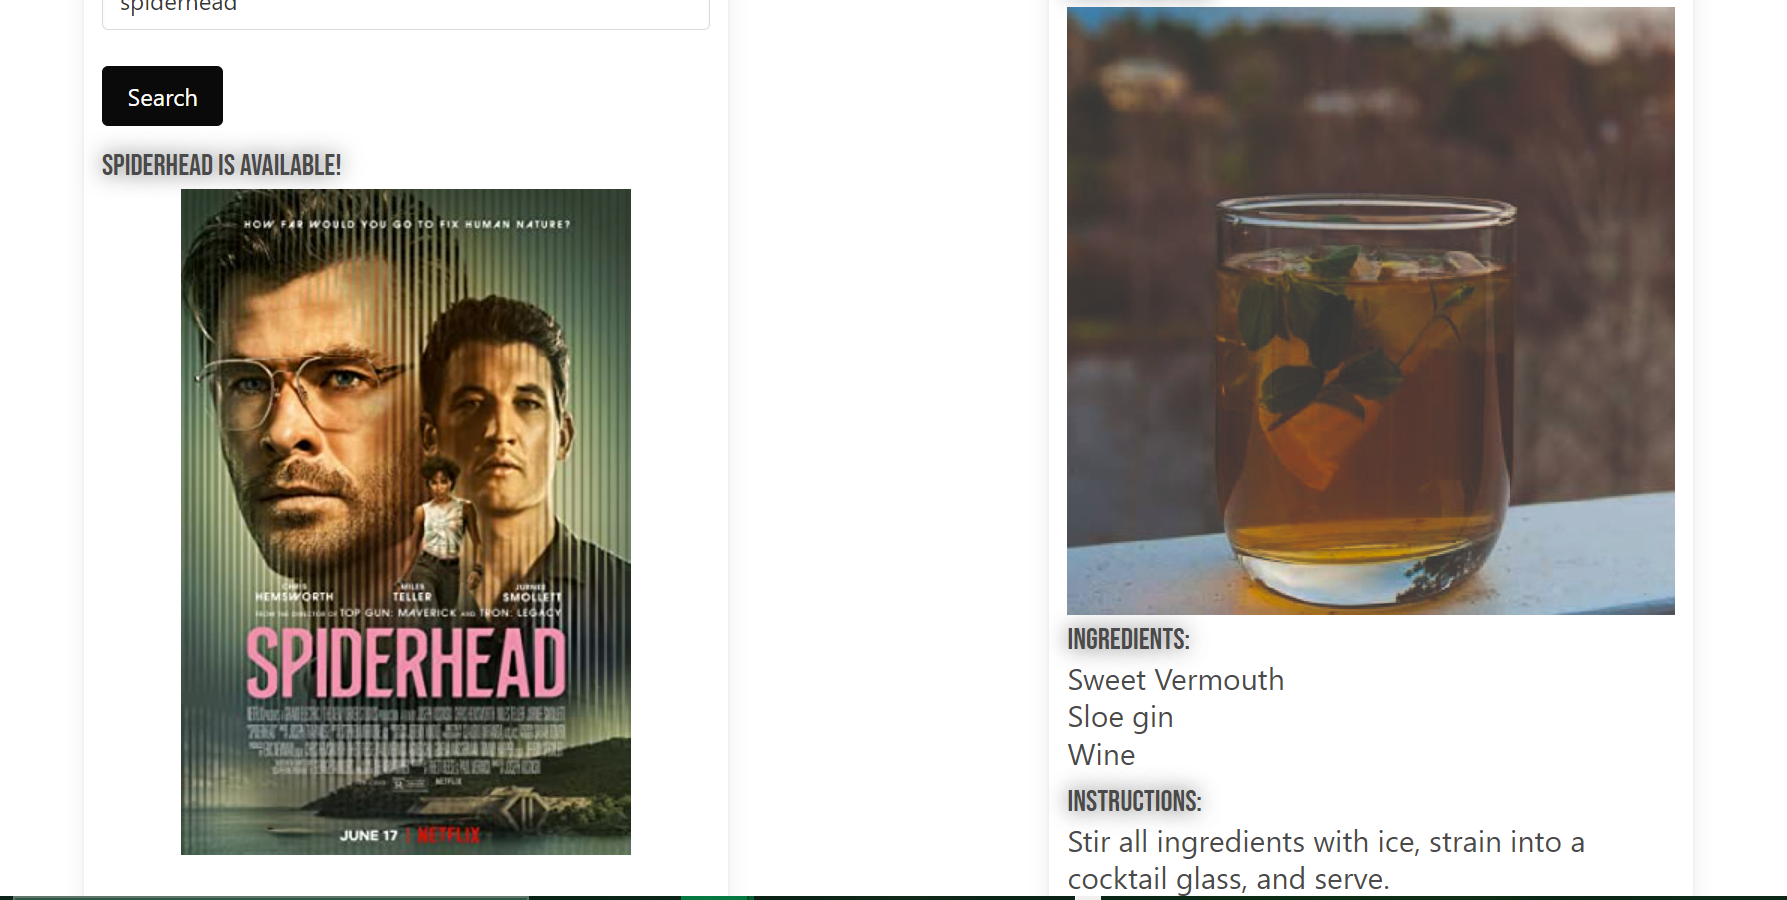 spiderhead
Search
SPIDERHEAD IS AVAILABLE!
HOW FAR WOULD YOU GO TO FIX HUMAN NATURE?
CHRIS HEMSWORTH
MILES TELLER
JURNEE SMOLLETT
FROM THE DIRECTOR OF TOP GUN: MAVERICK AND TRON: LEGACY
SPIDERHEAD
NETFLIX
JUNE 17 | NETFLIX
INGREDIENTS:
Sweet Vermouth
Sloe gin
Wine
INSTRUCTIONS:
Stir all ingredients with ice, strain into a
cocktail glass, and serve.